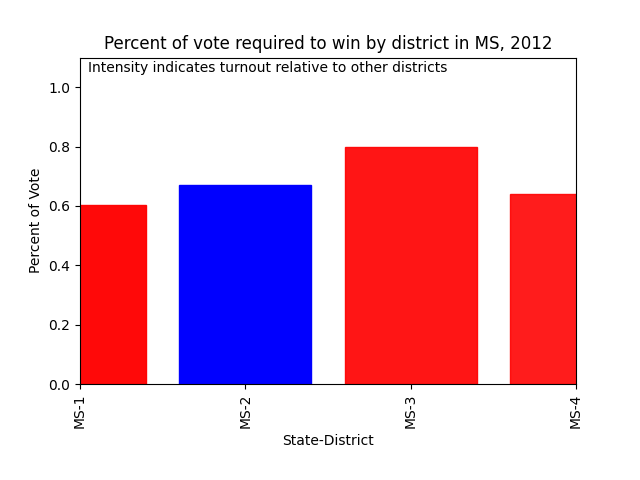 Percent of vote required to win by district in MS, 2012
Intensity indicates turnout relative to other districts
1.0
0.8
0.6
0.4
0.2
0.0
Percent of Vote
MS-1
MS-2
MS-3
MS-4
State-District